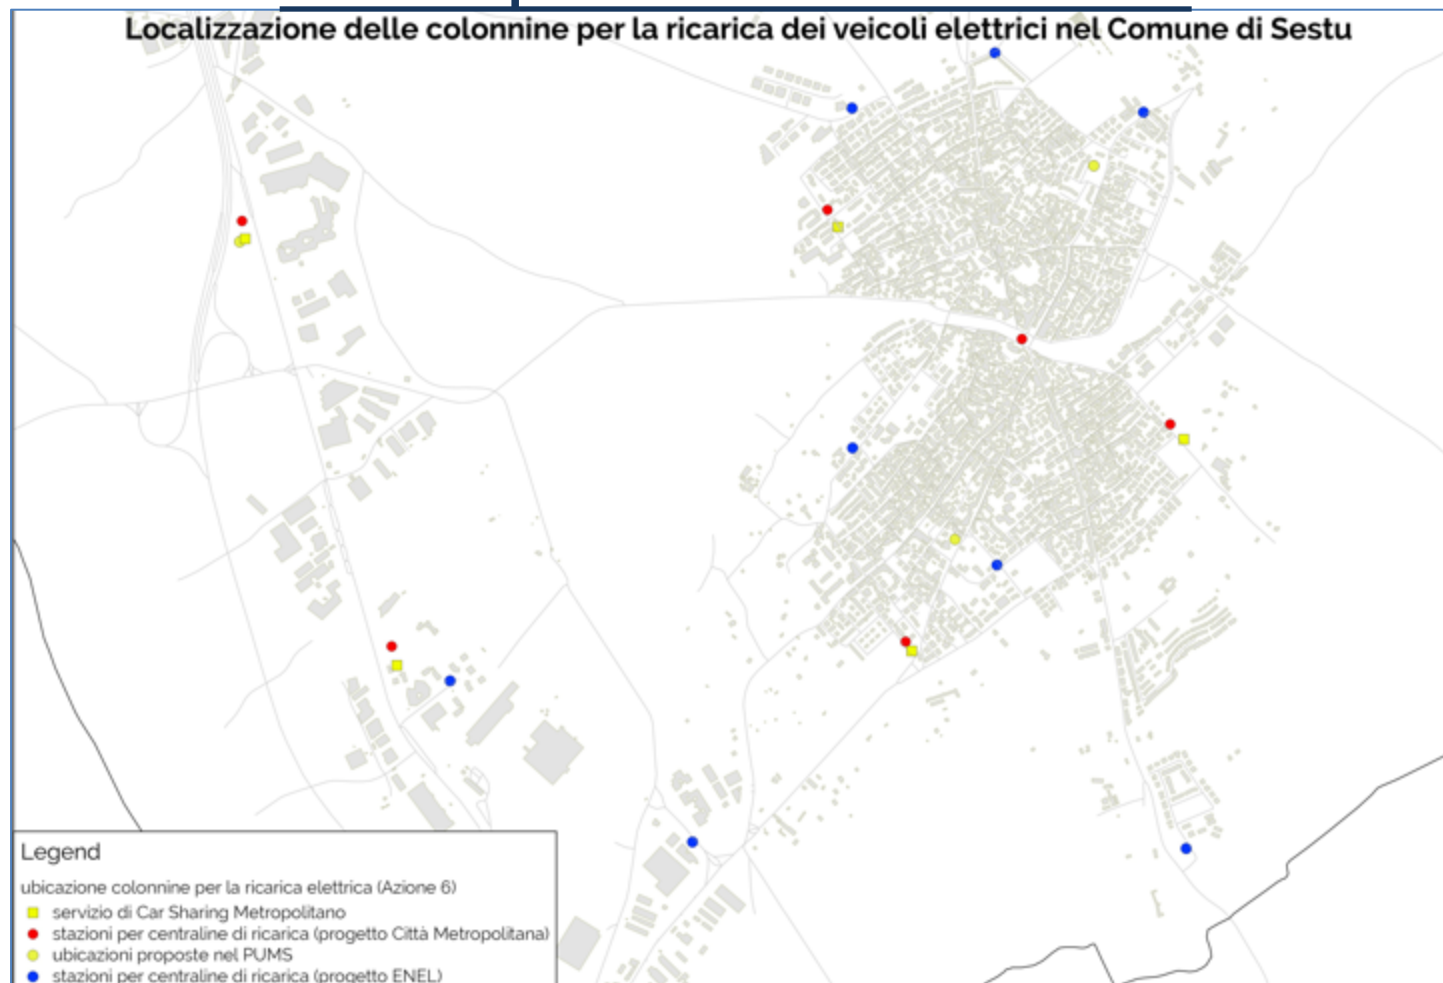 Localizzazione delle colonnine per la ricarica dei veicoli elettrici nel Comune di Sestu
Legend
ubicazione colonnine per la ricarica elettrica (Azione 6)
servizio di Car Sharing Metropolitano
stazioni per centraline di ricarica (progetto Città Metropolitana)
ubicazioni proposte nel PUMS
stazioni per centraline di ricarica (progetto ENEL)